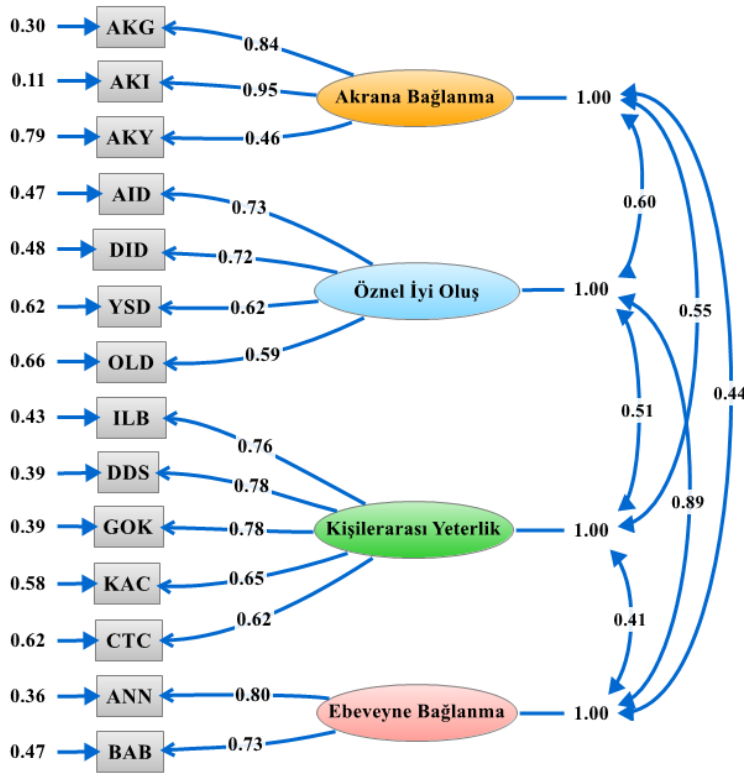 0.30 AKG 0.84
0.11 AKI 0.95 Akrana Bağlanma 1.00
0.79 AKY 0.46
0.47 AID 0.73 0.60
0.48 DID 0.72
Öznel İyi Oluş 1.00
0.62 YSD 0.62 0.55
0.66 OLD 0.59
0.44
0.43 ILB 0.76 0.51
0.39 DDS 0.78
0.89
0.39 GOK 0.78 Kişilerarası Yeterlik 1.00
0.58 KAC 0.65
0.62 CTC 0.62 0.41
0.36 ANN 0.80
Ebeveyne Bağlanma 1.00
0.47 BAB 0.73